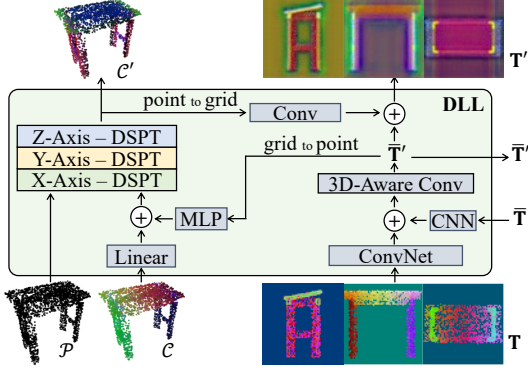 C′
T′
DLL
point to grid
Conv
+
Z-Axis – DSPT
Y-Axis – DSPT
X-Axis – DSPT
grid to point
T̅′
T̅′
3D-Aware Conv
+
MLP
+
CNN
T̅
Linear
ConvNet
P
C
T